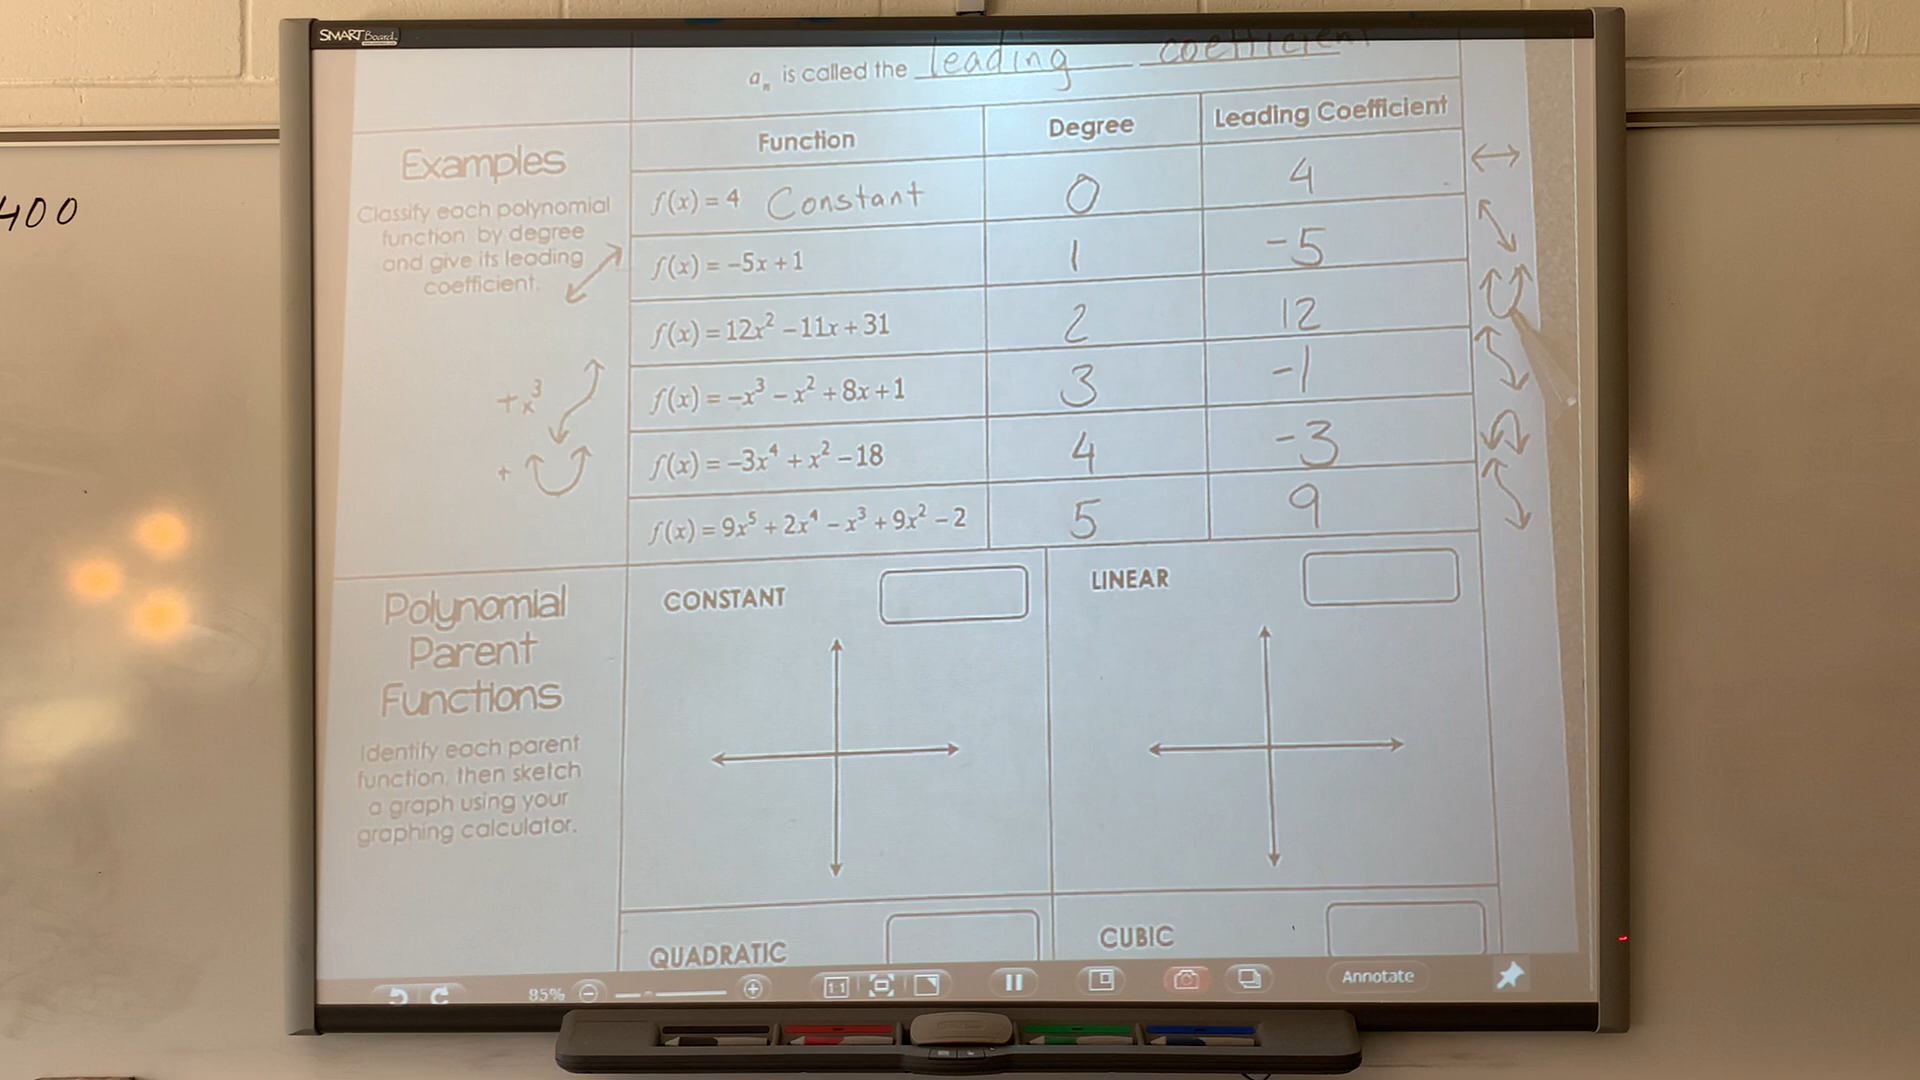 SMART Board
aₙ is called the leading coefficient
Function Degree Leading Coefficient
Examples
Classify each polynomial
function by degree
and give its leading
coefficient.
f(x) = 4 Constant 0 4
f(x) = -5x + 1 1 -5
f(x) = 12x² - 11x + 31 2 12
f(x) = -x³ - x² + 8x + 1 3 -1
f(x) = -3x⁴ + x² - 18 4 -3
f(x) = 9x⁵ + 2x⁴ - x³ + 9x² - 2 5 9
+x³
+
400
Polynomial
Parent
Functions
Identify each parent
function, then sketch
a graph using your
graphing calculator.
CONSTANT
LINEAR
QUADRATIC
CUBIC
85%
1 1
Annotate